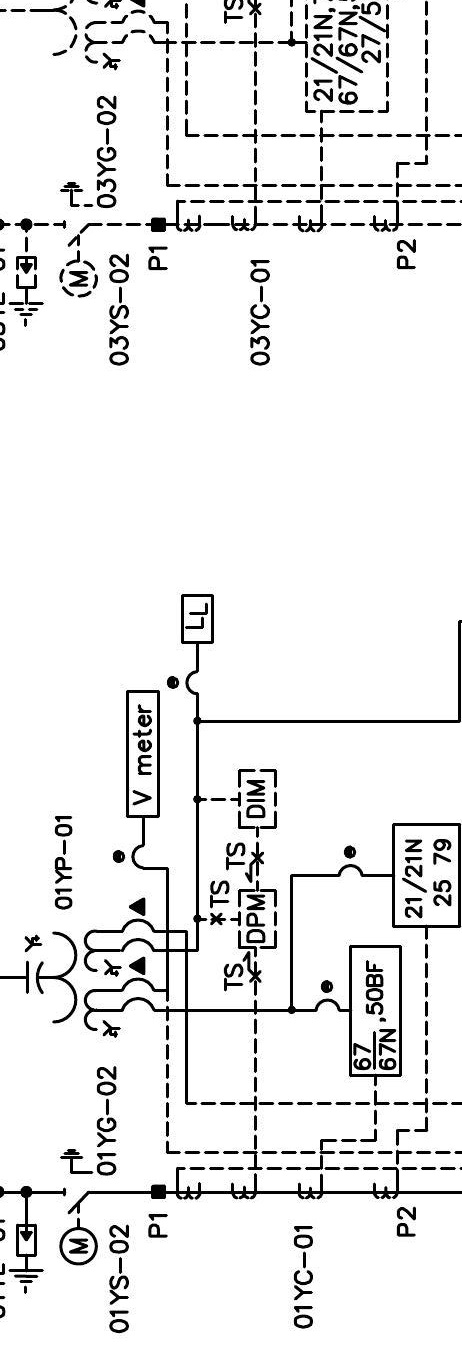 TS
21/21N,
67/67N,
27/5
03YG-02
M
P1
03YS-02
03YC-01
P2
LL
V meter
01YP-01
Y
DIM
TS
TS
DPM
TS
21/21N
25 79
67
67N
,50BF
01YG-02
M
P1
01YS-02
01YC-01
P2